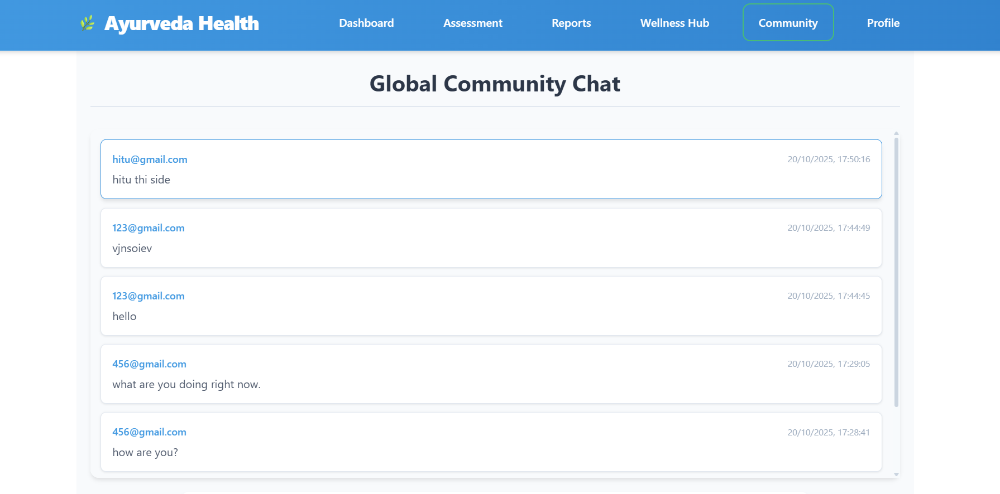 Ayurveda Health
Dashboard
Assessment
Reports
Wellness Hub
Community
Profile
Global Community Chat
hitu@gmail.com
20/10/2025, 17:50:16
hitu thi side
123@gmail.com
20/10/2025, 17:44:49
vjnsoiev
123@gmail.com
20/10/2025, 17:44:45
hello
456@gmail.com
20/10/2025, 17:29:05
what are you doing right now.
456@gmail.com
20/10/2025, 17:28:41
how are you?